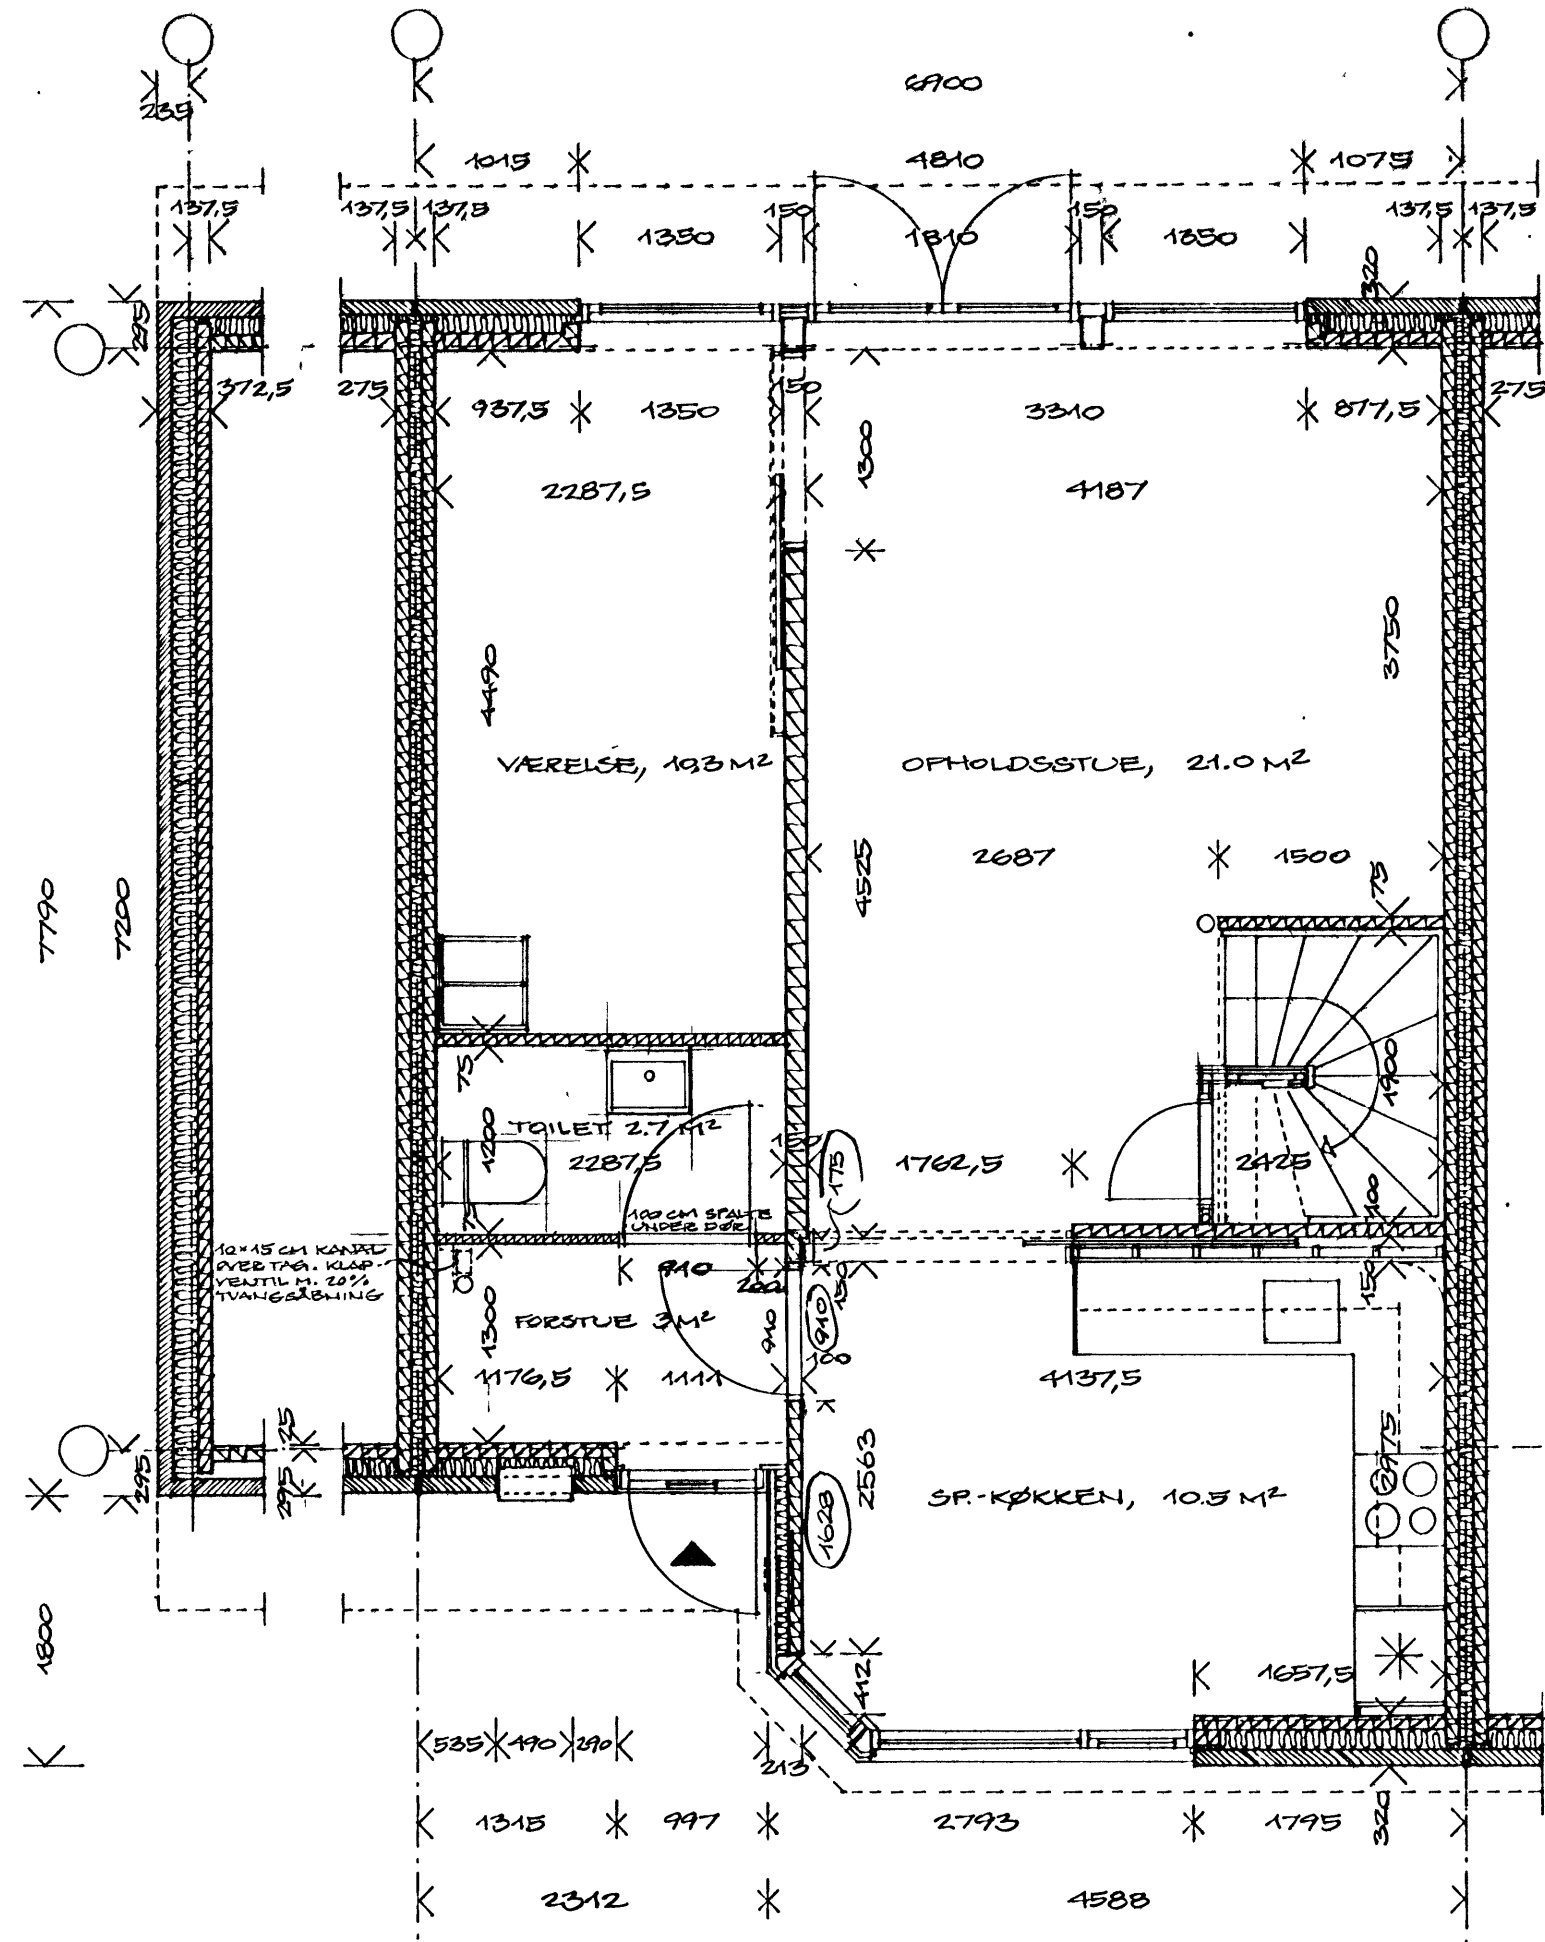 6900
235
1015 4810 1075
137,5 137,5 137,5 150 150 137,5 137,5
1350 1810 1350
320
295
372,5 275 937,5 1350 150 3310 877,5 275
1300
2287,5 4187
3750
4490
VÆRELSE, 10,3 M² OPHOLDSSTUE, 21.0 M²
2687 1500
75
4525
7790 7200
75
1900
TOILET 2.7 M²
1200
150
175
2287,5 1762,5 2425
100
75
100 CM SPALTE
UNDER DØR
10×15 CM KANAL
OVER TAG. KLAP-
VENTIL M. 20%
TVANGSÅBNING
910 200
150
150
FORSTUE 3 M²
1300
910
910
100
1176,5 1111 4137,5
25
295
295
2563
2975
SP.-KØKKEN, 10.5 M²
1628
1800
412
1657,5
535 490 290
213
1315 997 2793 1795
320
2312 4588